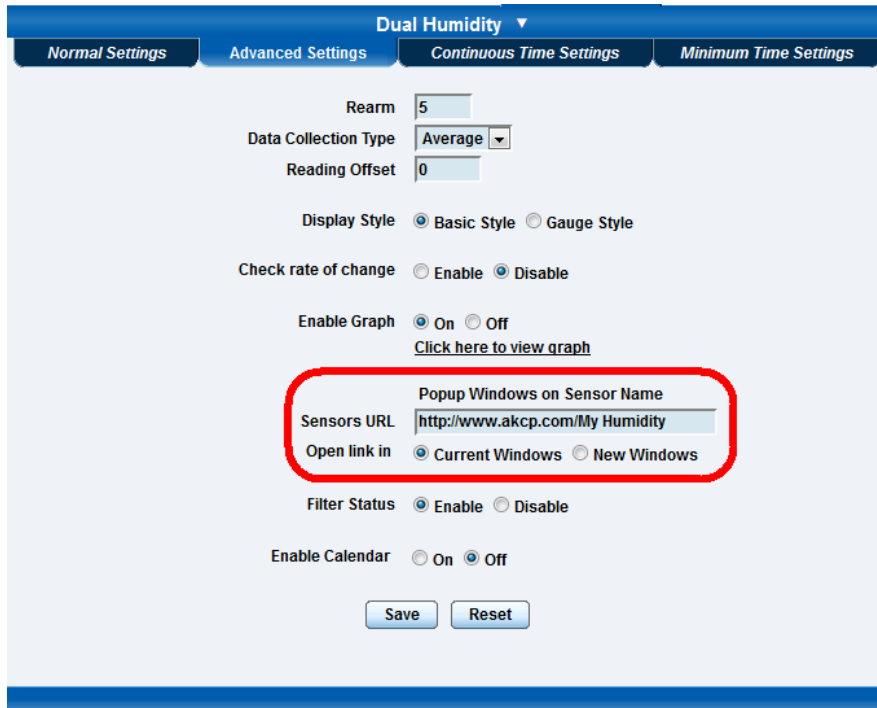 Dual Humidity ▼
Normal Settings Advanced Settings Continuous Time Settings Minimum Time Settings
Rearm 5
Data Collection Type Average
Reading Offset 0
Display Style Basic Style Gauge Style
Check rate of change Enable Disable
Enable Graph On Off
Click here to view graph
Popup Windows on Sensor Name
Sensors URL http://www.akcp.com/My Humidity
Open link in Current Windows New Windows
Filter Status Enable Disable
Enable Calendar On Off
Save Reset